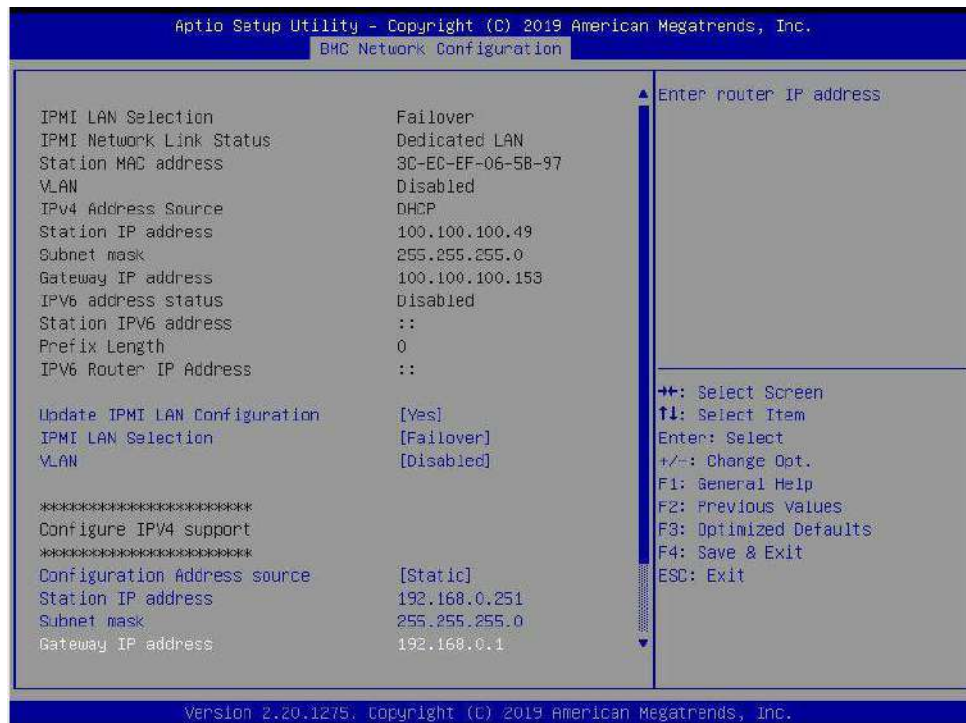 Aptio Setup Utility – Copyright (C) 2019 American Megatrends, Inc.
BMC Network Configuration
IPMI LAN Selection Failover
IPMI Network Link Status Dedicated LAN
Station MAC address 3C-EC-EF-06-5B-97
VLAN Disabled
IPv4 Address Source DHCP
Station IP address 100.100.100.49
Subnet mask 255.255.255.0
Gateway IP address 100.100.100.153
IPV6 address status Disabled
Station IPV6 address ::
Prefix Length 0
IPV6 Router IP Address ::
Update IPMI LAN Configuration [Yes]
IPMI LAN Selection [Failover]
VLAN [Disabled]
***********************
Configure IPV4 support
***********************
Configuration Address source [Static]
Station IP address 192.168.0.251
Subnet mask 255.255.255.0
Gateway IP address 192.168.0.1
Enter router IP address
→←: Select Screen
↑↓: Select Item
Enter: Select
+/-: Change Opt.
F1: General Help
F2: Previous Values
F3: Optimized Defaults
F4: Save & Exit
ESC: Exit
Version 2.20.1275. Copyright (C) 2019 American Megatrends, Inc.